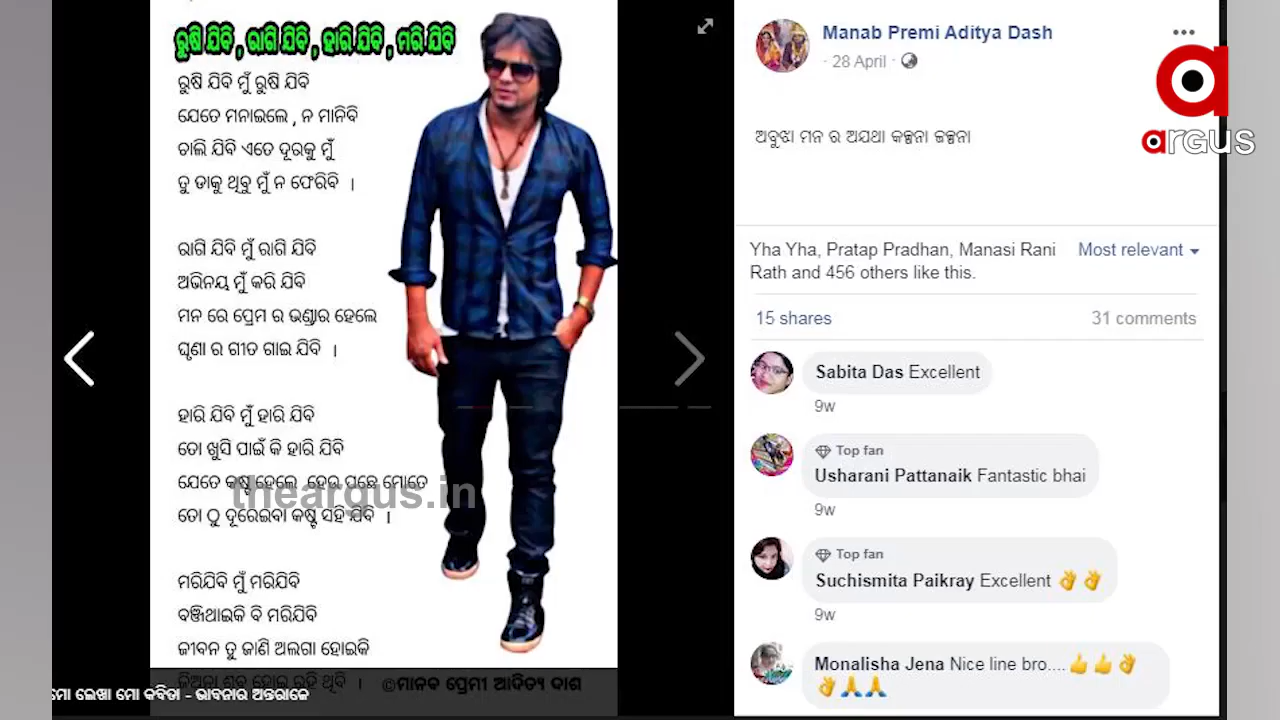 ରୁଷି ଯିବି , ରାଗି ଯିବି , ହାରି ଯିବି , ମରି ଯିବି
ରୁଷି ଯିବି ମୁଁ ରୁଷି ଯିବି
ଯେତେ ମନାଇଲେ , ନ ମାନିବି
ଚାଲି ଯିବି ଏତେ ଦୂରକୁ ମୁଁ
ତୁ ଡାକୁ ଥିବୁ ମୁଁ ନ ଫେରିବି ।
ରାଗି ଯିବି ମୁଁ ରାଗି ଯିବି
ଅଭିନୟ ମୁଁ କରି ଯିବି
ମନ ରେ ପ୍ରେମ ର ଭଣ୍ଡାର ହେଲେ
ଘୃଣା ର ଗୀତ ଗାଇ ଯିବି ।
ହାରି ଯିବି ମୁଁ ହାରି ଯିବି
ତୋ ଖୁସି ପାଇଁ କି ହାରି ଯିବି
ଯେତେ କଷ୍ଟ ହେଲେ ହେଉ ପଛେ ମୋତେ
ତୋ ଠୁ ଦୂରେଇବା କଷ୍ଟ ସହି ଯିବି ।
ମରିଯିବି ମୁଁ ମରିଯିବି
ବଞ୍ଚିଥାଇକି ବି ମରିଯିବି
ଜୀବନ ତୁ ଜାଣି ଅଲଗା ହୋଇକି
ଜିଅନ୍ତା ଶବ ହୋଇ ରହି ଥିବି । ©ମାନବ ପ୍ରେମୀ ଆଦିତ୍ୟ ଦାଶ
ମୋ ଲେଖା ମୋ କବିତା - ଭାବନାର ଅନ୍ତରାଳେ
theargus.in
Manab Premi Aditya Dash
· 28 April ·
argus
ଅବୁଝା ମନ ର ଅଯଥା କଳ୍ପନା ଜଳ୍ପନା
Yha Yha, Pratap Pradhan, Manasi Rani
Rath and 456 others like this.
Most relevant
15 shares
31 comments
Sabita Das Excellent
9w
Top fan
Usharani Pattanaik Fantastic bhai
9w
Top fan
Suchismita Paikray Excellent 👌👌
9w
Monalisha Jena Nice line bro....👍👍👌
👌🙏🙏